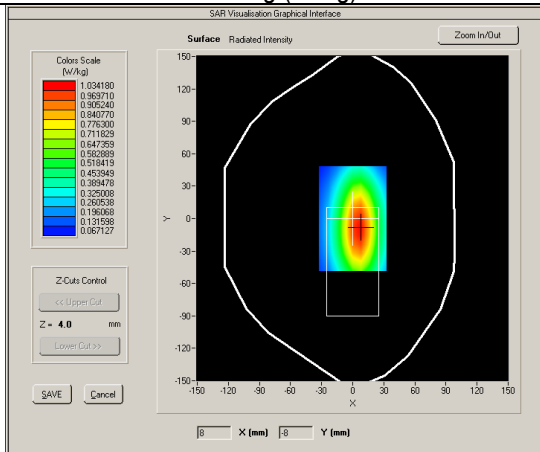 SAR Visualisation Graphical Interface
Surface Radiated Intensity
Zoom In/Out
Colors Scale
(W/kg)
1.034180
0.969710
0.905240
0.840770
0.776300
0.711829
0.647359
0.582889
0.518419
0.453949
0.389478
0.325008
0.260538
0.196068
0.131598
0.067127
Z-Cuts Control
<< Upper Cut
Z = 4.0 mm
Lower Cut >>
SAVE Cancel
150-
120-
90-
60-
30-
0-
-30-
-60-
-90-
-120-
-150-
Y
-150 -120 -90 -60 -30 0 30 60 90 120 150
X
8 X (mm) -8 Y (mm)